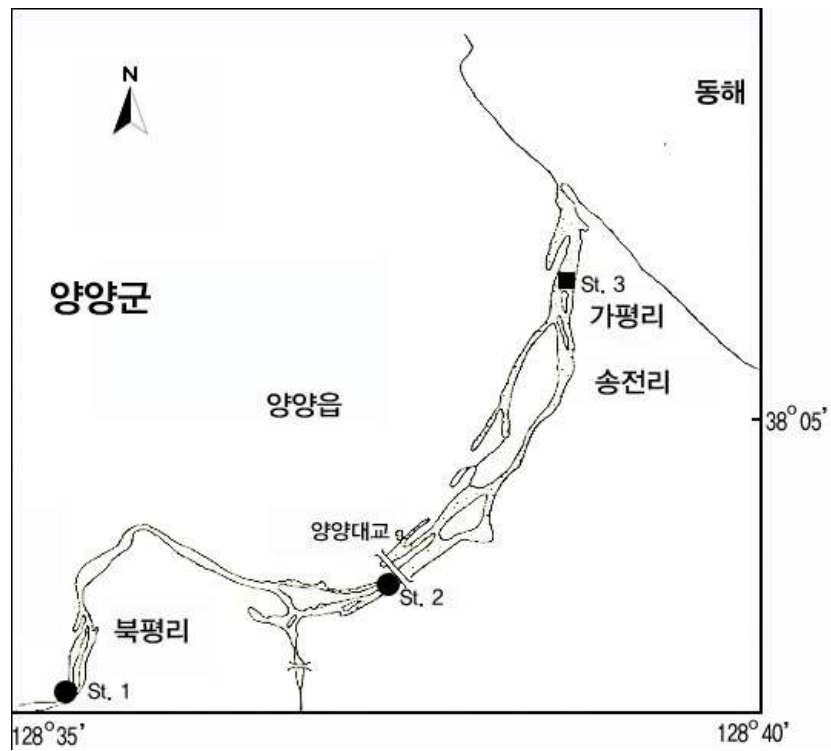 N
동해
양양군
St. 3
가평리
송전리
양양읍
38°05'
양양대교
St. 2
북평리
St. 1
128°35'
128°40'